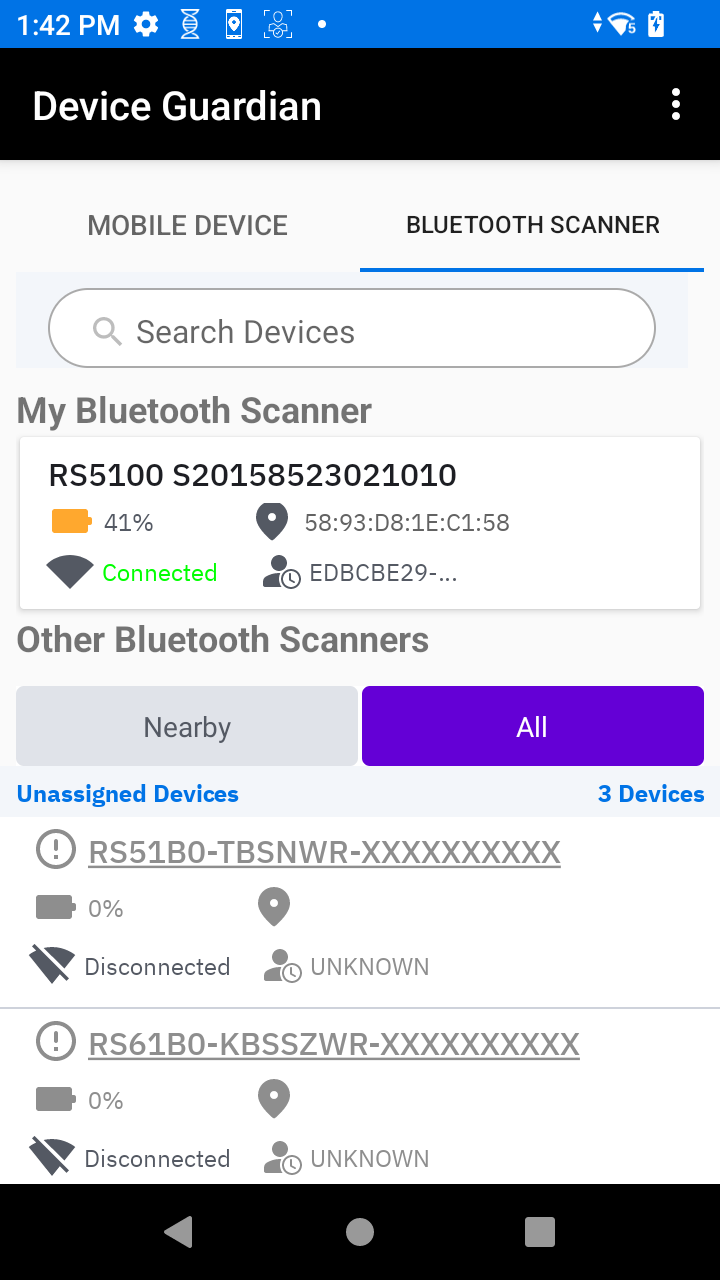 1:42 PM
Device Guardian
MOBILE DEVICE
BLUETOOTH SCANNER
Search Devices
My Bluetooth Scanner
RS5100 S20158523021010
41%
58:93:D8:1E:C1:58
Connected
EDBCBE29-...
Other Bluetooth Scanners
Nearby
All
Unassigned Devices
3 Devices
RS51B0-TBSNWR-XXXXXXXXXX
0%
Disconnected
UNKNOWN
RS61B0-KBSSZWR-XXXXXXXXXX
0%
Disconnected
UNKNOWN